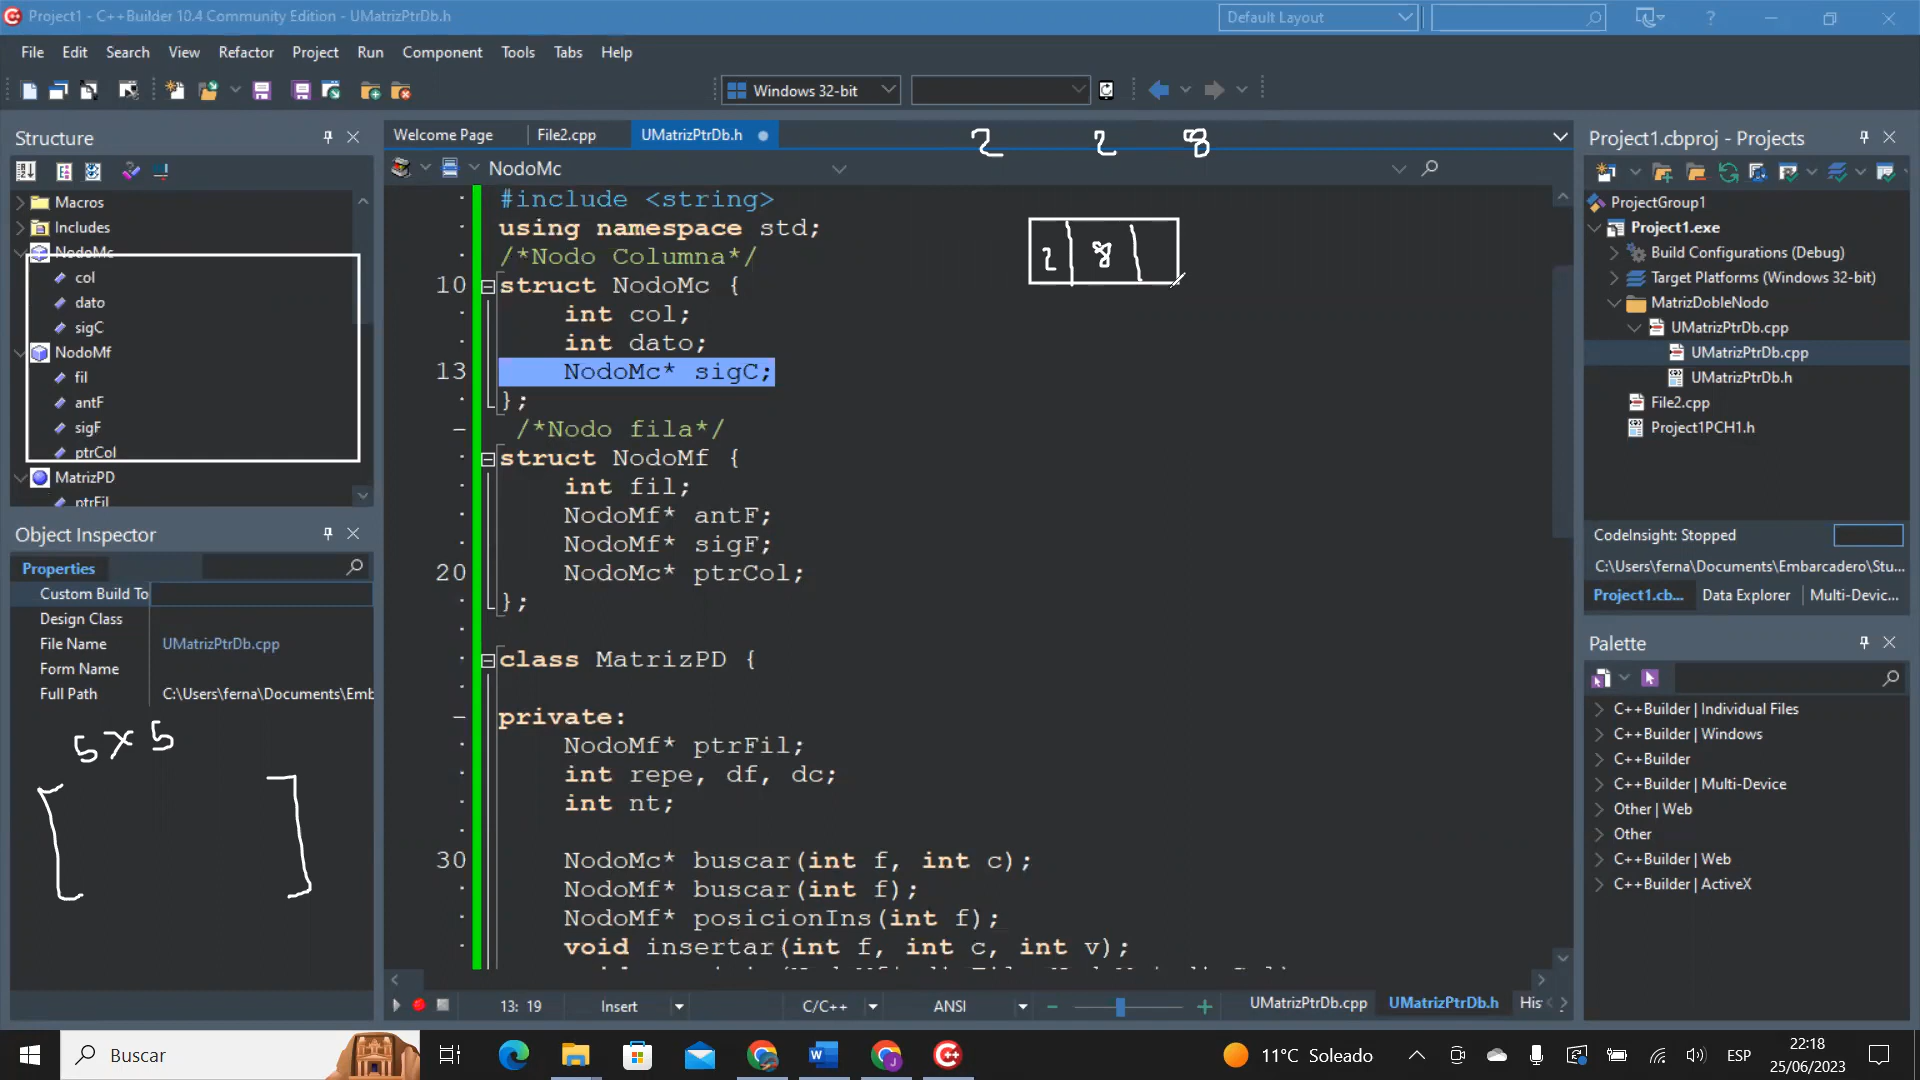 Project1 - C++Builder 10.4 Community Edition - UMatrizPtrDb.h
Default Layout
File Edit Search View Refactor Project Run Component Tools Tabs Help
Windows 32-bit
Structure
Macros
Includes
NodoMc
col
dato
sigC
NodoMf
fil
antF
sigF
ptrCol
MatrizPD
ptrFil
Object Inspector
Properties
Custom Build To
Design Class
File Name UMatrizPtrDb.cpp
Form Name
Full Path C:\Users\ferna\Documents\Emb
5 x 5
Welcome Page File2.cpp UMatrizPtrDb.h
2 2 8
NodoMc
2 8
#include <string>
using namespace std;
/*Nodo Columna*/
10 struct NodoMc {
int col;
int dato;
13 NodoMc* sigC;
};
/*Nodo fila*/
struct NodoMf {
int fil;
NodoMf* antF;
NodoMf* sigF;
20 NodoMc* ptrCol;
};
class MatrizPD {
private:
NodoMf* ptrFil;
int repe, df, dc;
int nt;
30 NodoMc* buscar(int f, int c);
NodoMf* buscar(int f);
NodoMf* posicionIns(int f);
void insertar(int f, int c, int v);
13: 19 Insert C/C++ ANSI UMatrizPtrDb.cpp UMatrizPtrDb.h His
Project1.cbproj - Projects
ProjectGroup1
Project1.exe
Build Configurations (Debug)
Target Platforms (Windows 32-bit)
MatrizDobleNodo
UMatrizPtrDb.cpp
UMatrizPtrDb.cpp
UMatrizPtrDb.h
File2.cpp
Project1PCH1.h
CodeInsight: Stopped
C:\Users\ferna\Documents\Embarcadero\Stu...
Project1.cb... Data Explorer Multi-Devic...
Palette
C++Builder | Individual Files
C++Builder | Windows
C++Builder
C++Builder | Multi-Device
Other | Web
Other
C++Builder | Web
C++Builder | ActiveX
Buscar
11°C Soleado
ESP
22:18
25/06/2023